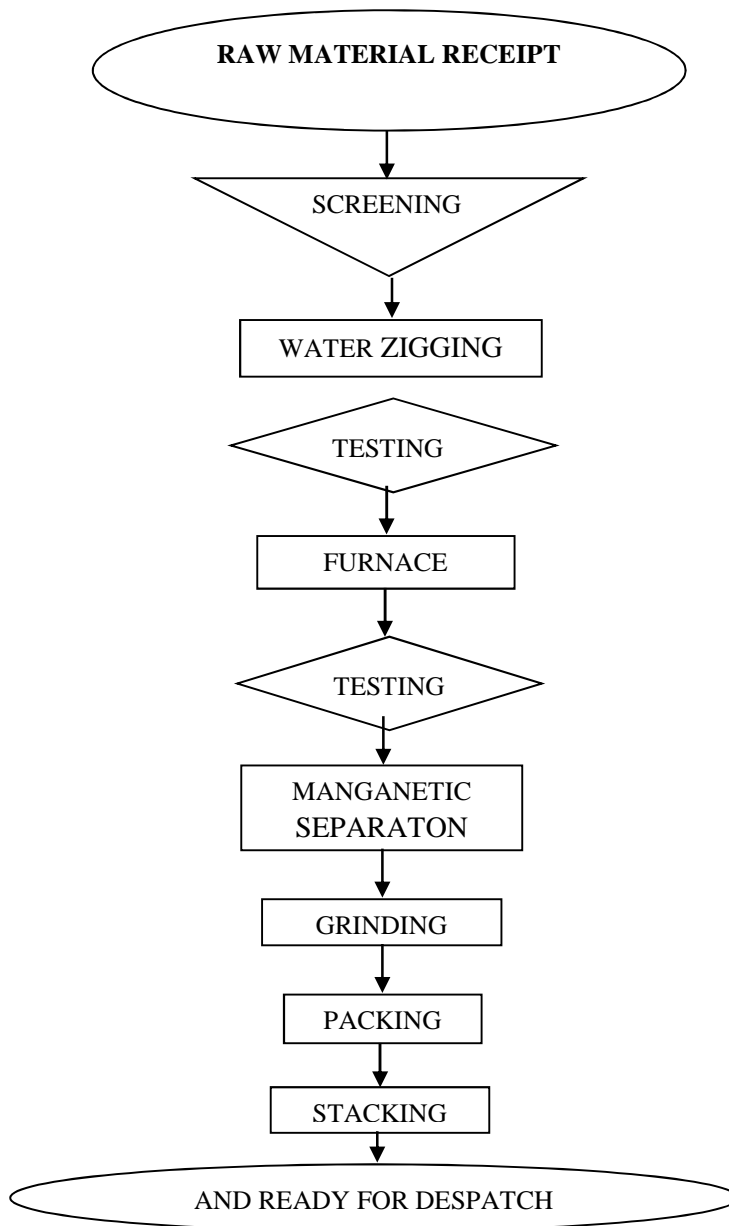 RAW MATERIAL RECEIPT
SCREENING
WATER ZIGGING
TESTING
FURNACE
TESTING
MANGANETIC
SEPARATON
GRINDING
PACKING
STACKING
AND READY FOR DESPATCH